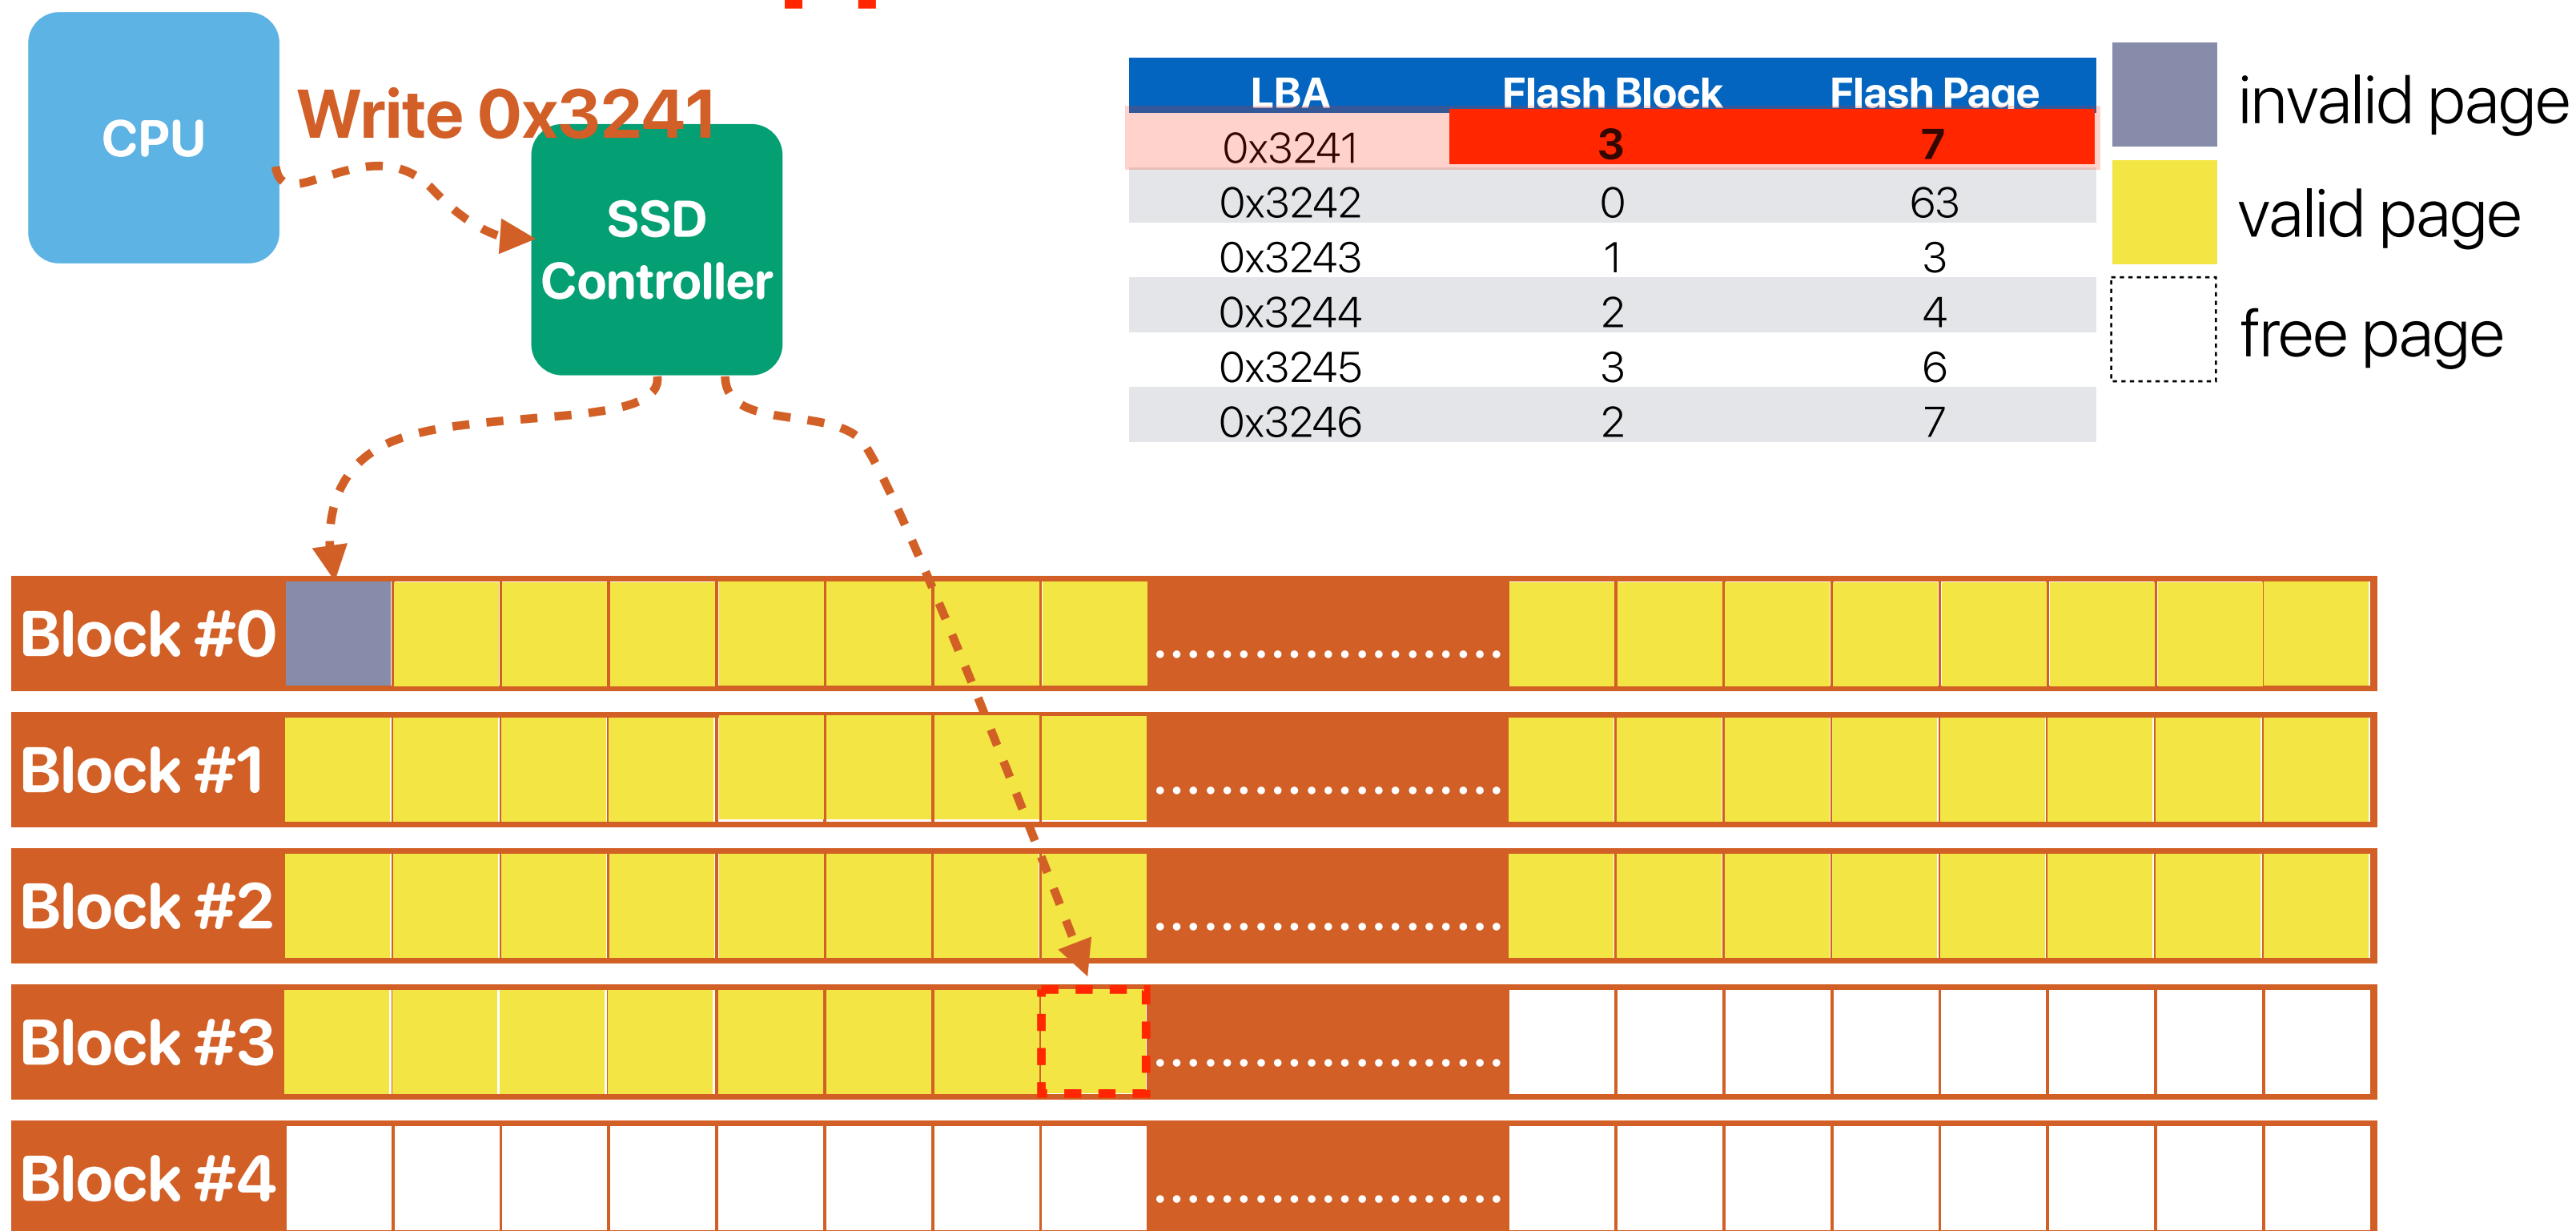 CPU
Write 0x3241
SSD
Controller
LBA Flash Block Flash Page
0x3241 3 7
0x3242 0 63
0x3243 1 3
0x3244 2 4
0x3245 3 6
0x3246 2 7
invalid page
valid page
free page
Block #0
Block #1
Block #2
Block #3
Block #4